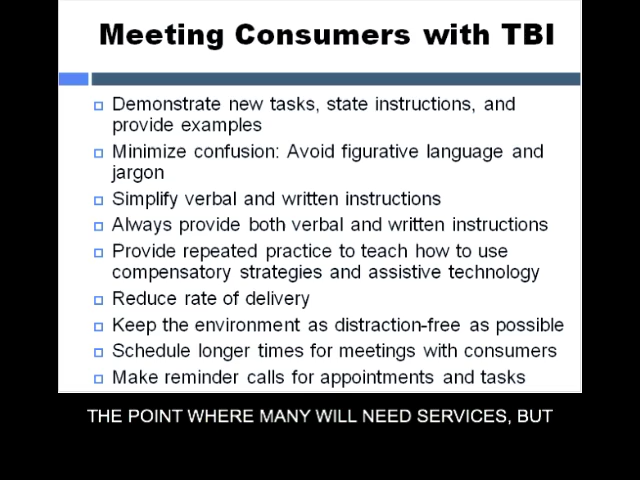 Meeting Consumers with TBI
Demonstrate new tasks, state instructions, and
provide examples
Minimize confusion: Avoid figurative language and
jargon
Simplify verbal and written instructions
Always provide both verbal and written instructions
Provide repeated practice to teach how to use
compensatory strategies and assistive technology
Reduce rate of delivery
Keep the environment as distraction-free as possible
Schedule longer times for meetings with consumers
Make reminder calls for appointments and tasks
THE POINT WHERE MANY WILL NEED SERVICES, BUT